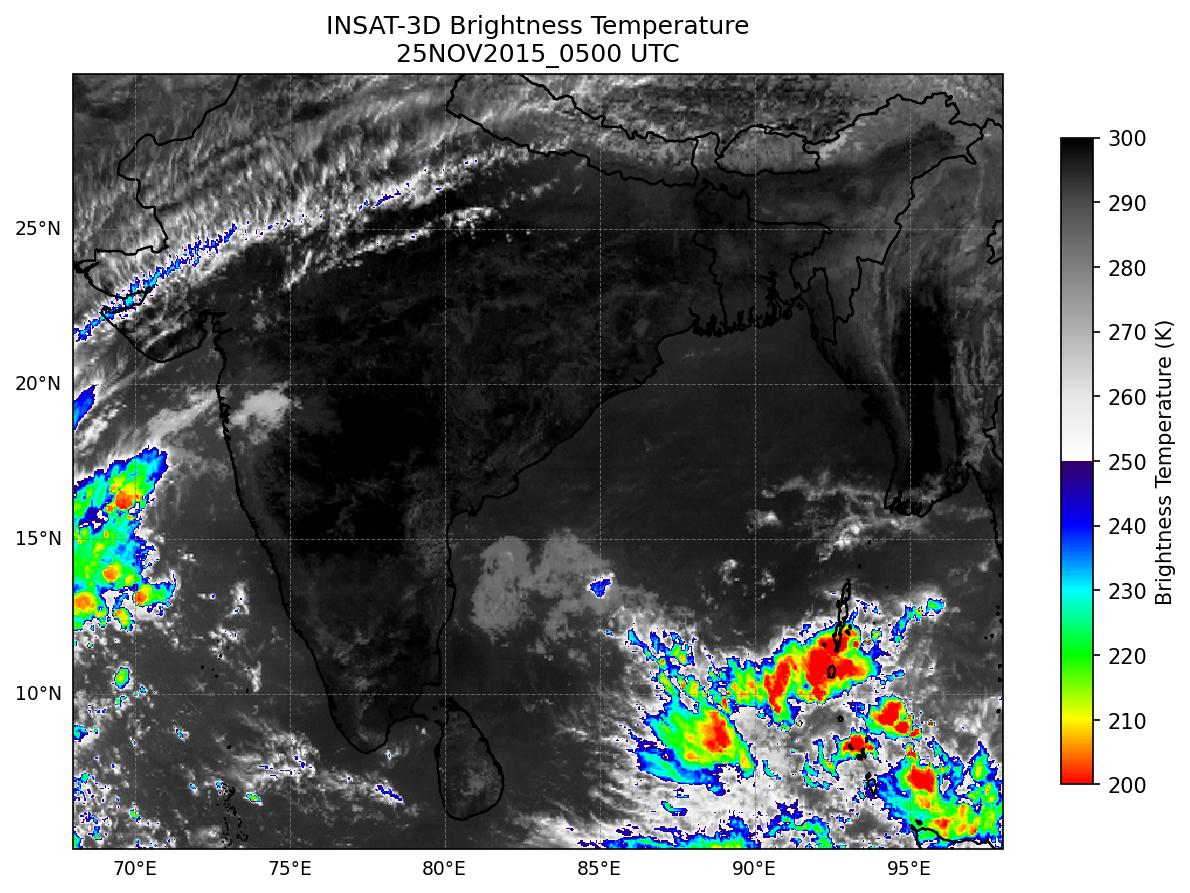 INSAT-3D Brightness Temperature
25NOV2015_0500 UTC
25°N
20°N
15°N
10°N
70°E
75°E
80°E
85°E
90°E
95°E
300
290
280
270
260
250
240
230
220
210
200
Brightness Temperature (K)